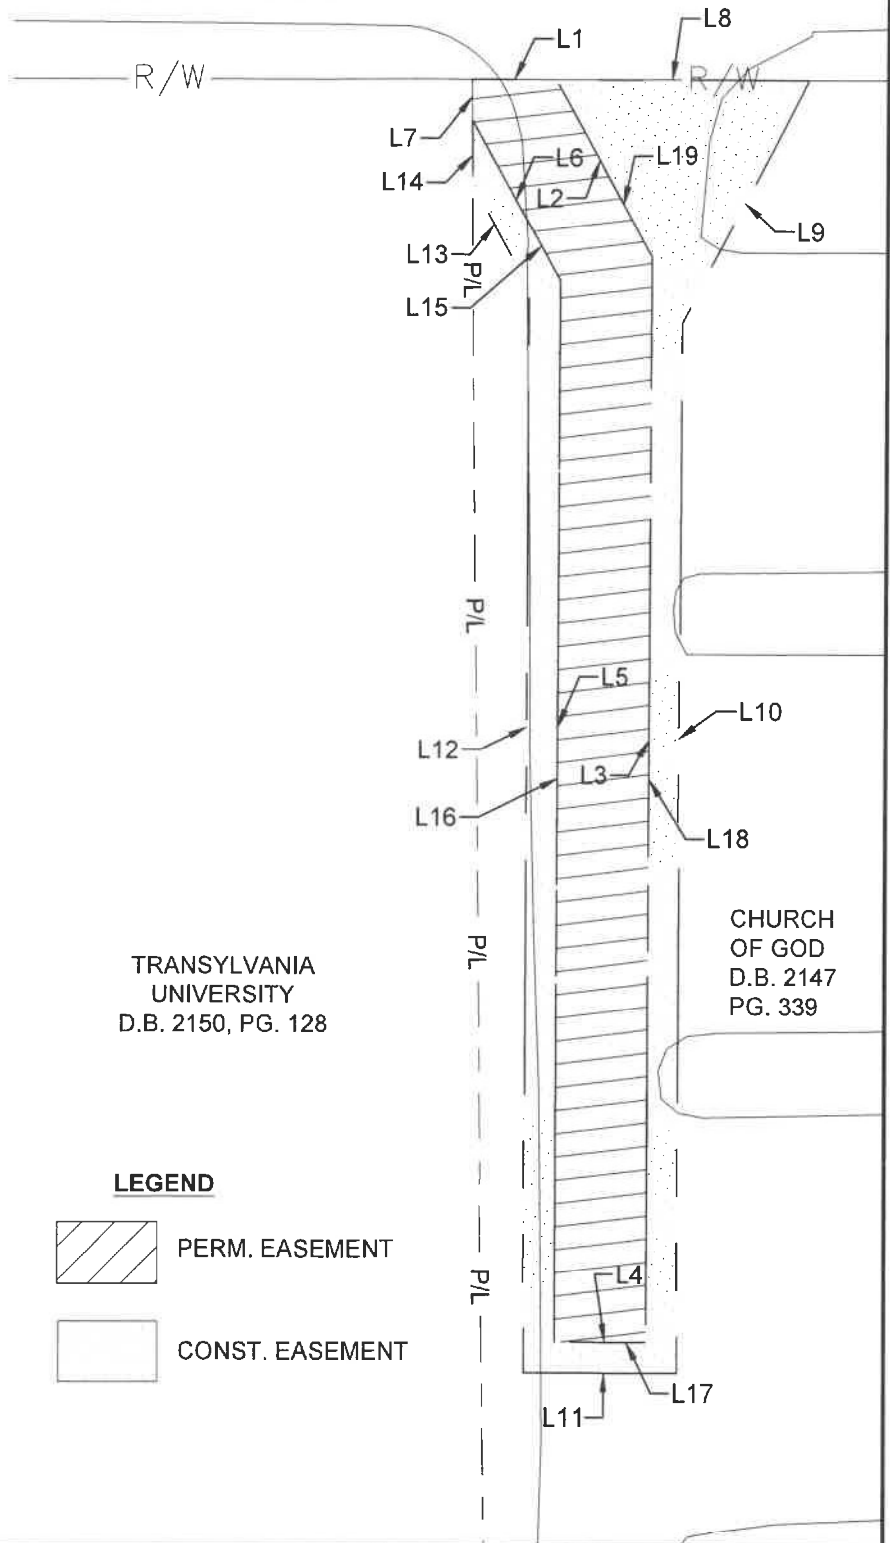 L8
L1
R/W
R/W
L7
L14
L6
L19
L2
L13
L9
P/L
L15
P/L
L5
L10
L12
L3
L16
L18
CHURCH
OF GOD
D.B. 2147
PG. 339
P/L
TRANSYLVANIA
UNIVERSITY
D.B. 2150, PG. 128
LEGEND
PERM. EASEMENT
P/L
L4
CONST. EASEMENT
L17
L11